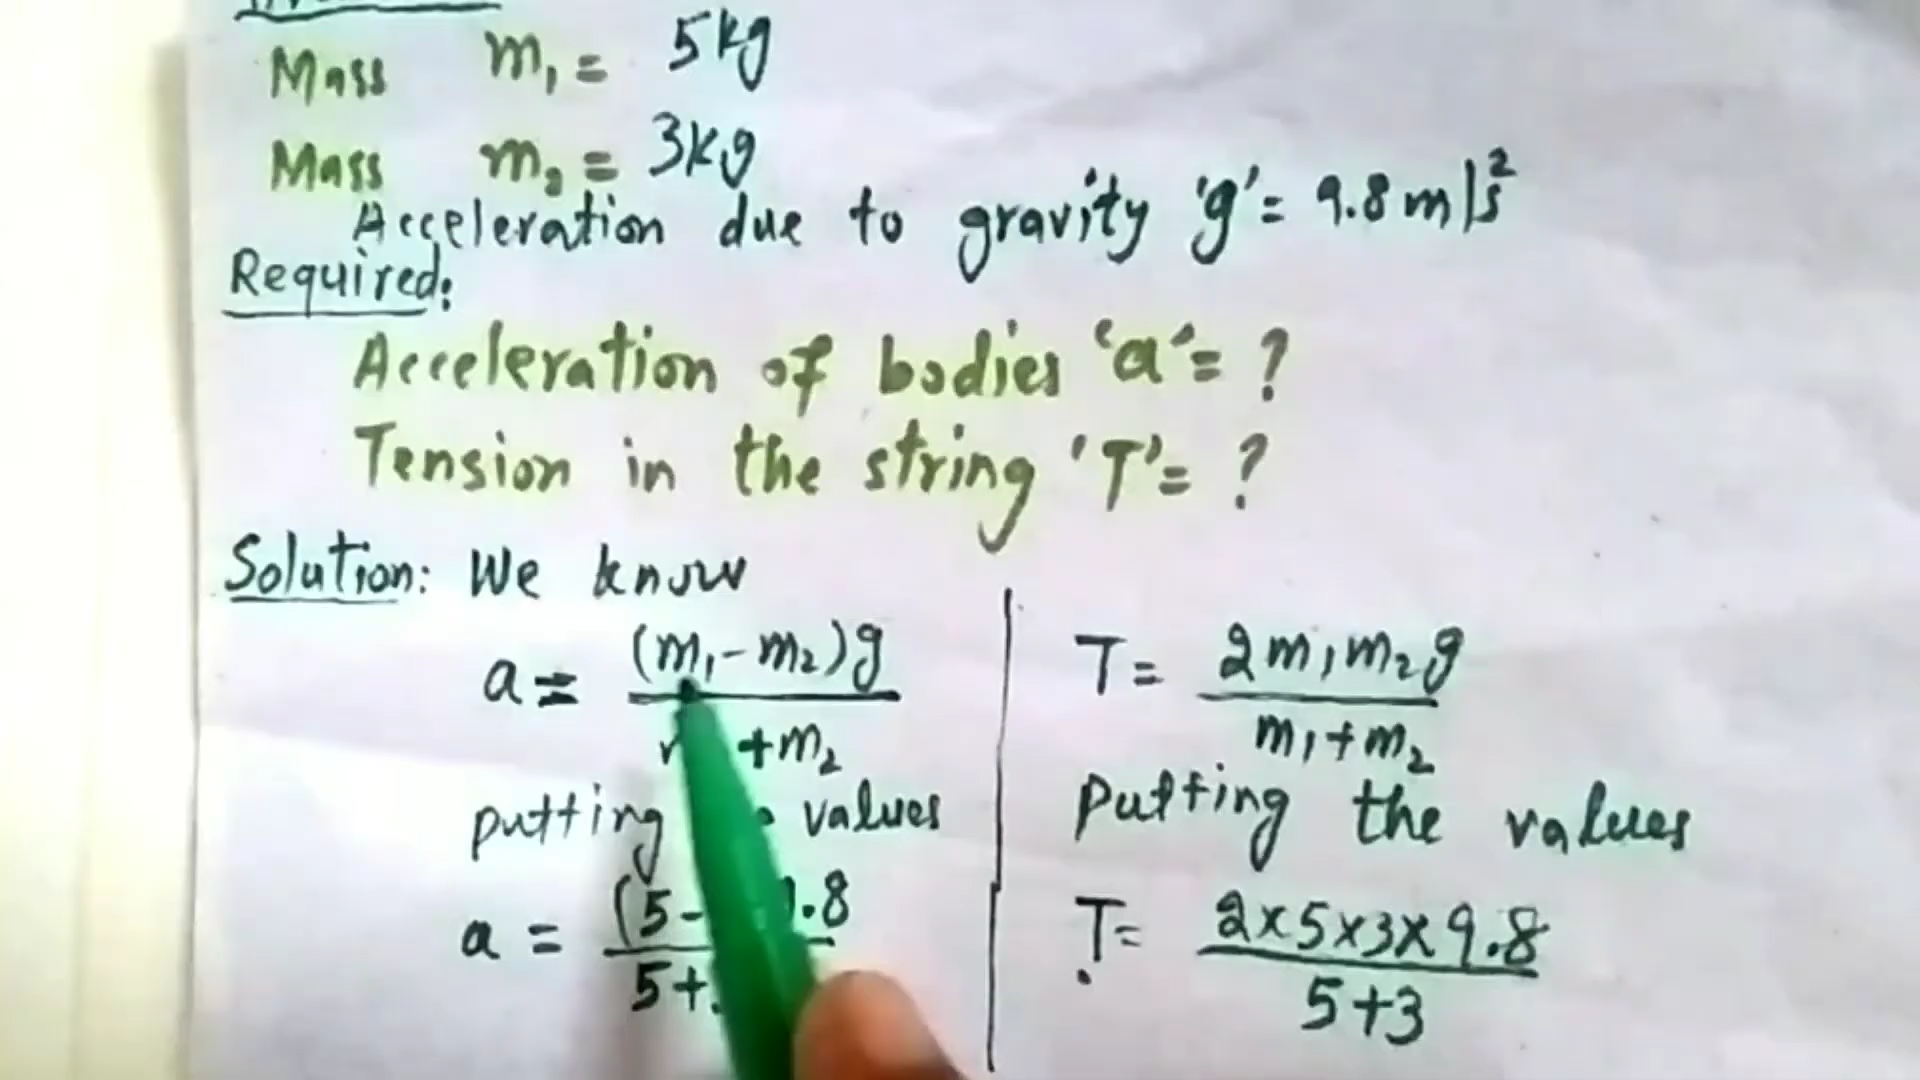 Mass m₁ = 5kg
Mass m₂ = 3kg
Acceleration due to gravity 'g' = 9.8 m/s²
Required:
Acceleration of bodies 'a' = ?
Tension in the string 'T' = ?
Solution: We know
a = (m₁-m₂)g
+m₂
putting values
a = (5- .8
5+
T = 2m₁m₂g
m₁+m₂
Putting the values
T = 2x5x3x9.8
5+3